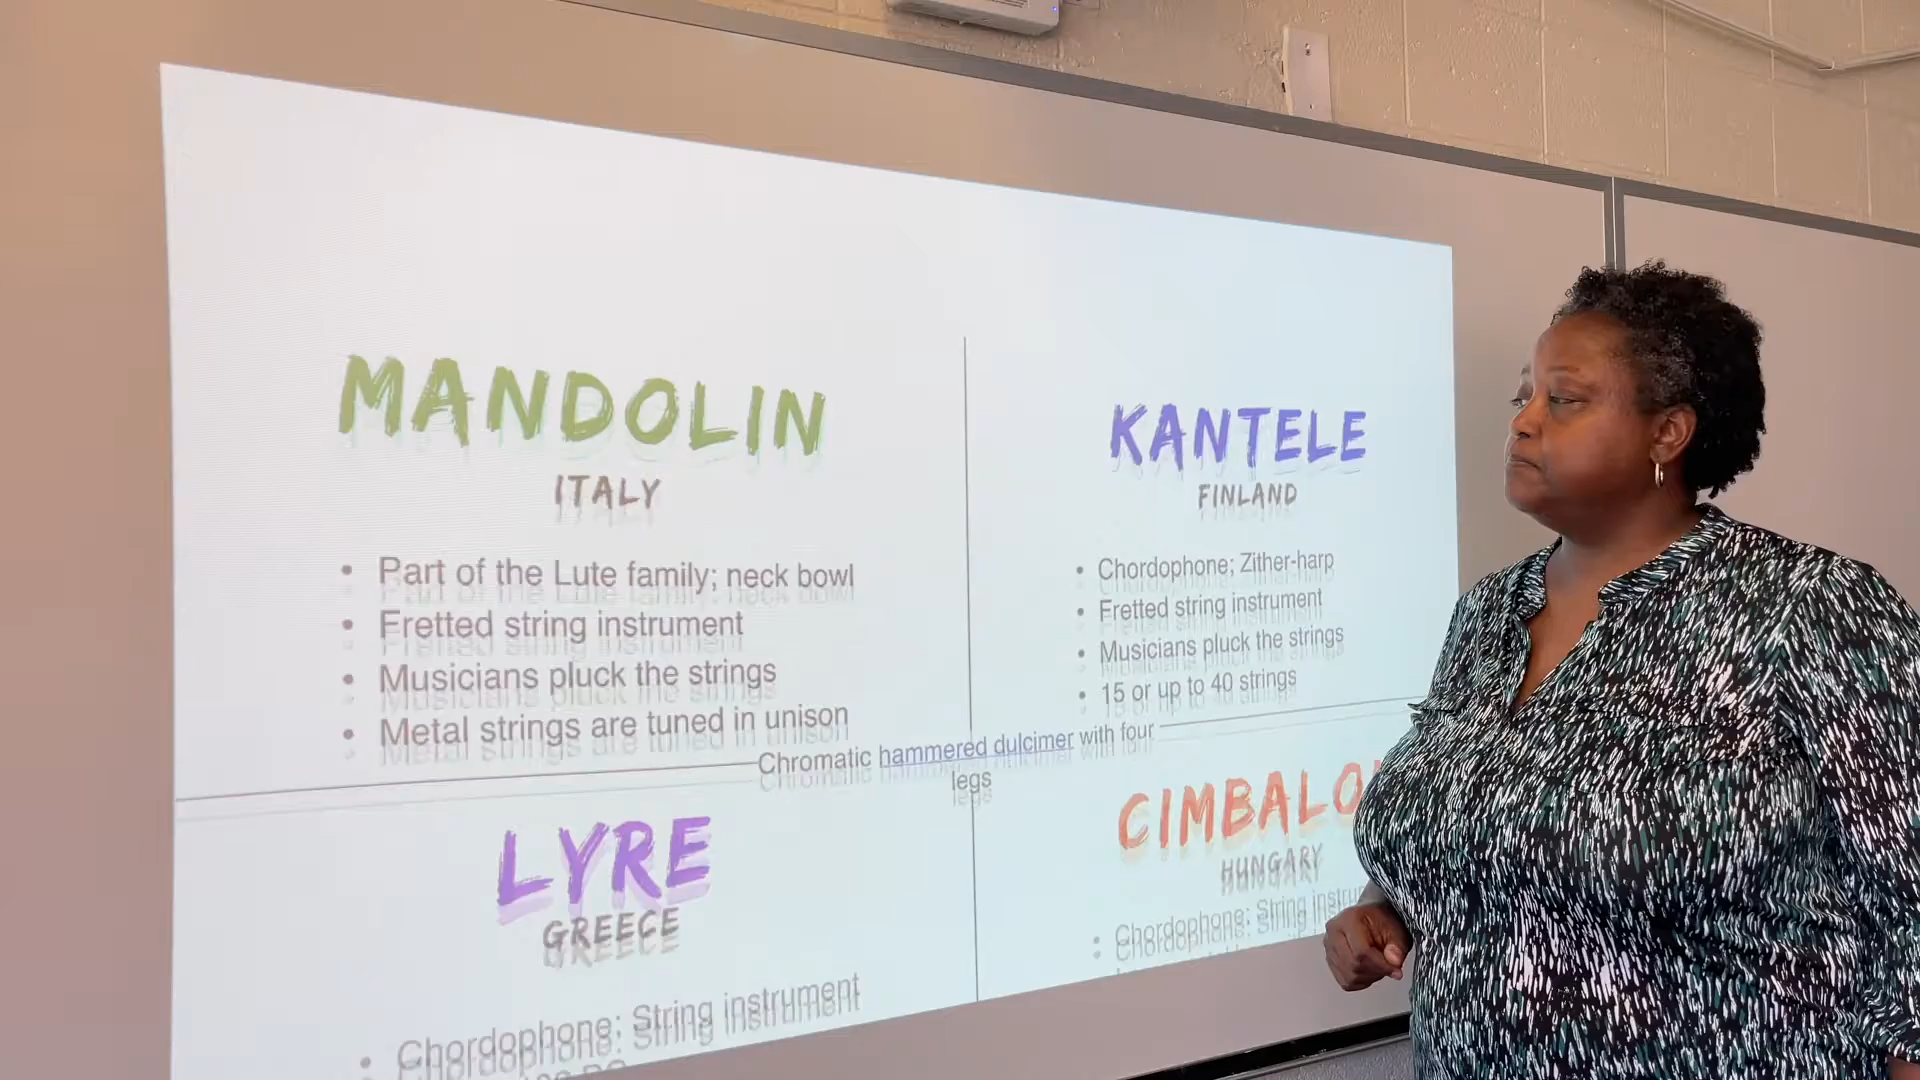 MANDOLIN
ITALY
• Part of the Lute family; neck bowl
• Fretted string instrument
• Musicians pluck the strings
• Metal strings are tuned in unison
KANTELE
FINLAND
• Chordophone; Zither-harp
• Fretted string instrument
• Musicians pluck the strings
• 15 or up to 40 strings
Chromatic hammered dulcimer with four
legs
LYRE
GREECE
• Chordophone; String instrument
CIMBALO
HUNGARY
• Chordophone; String instru